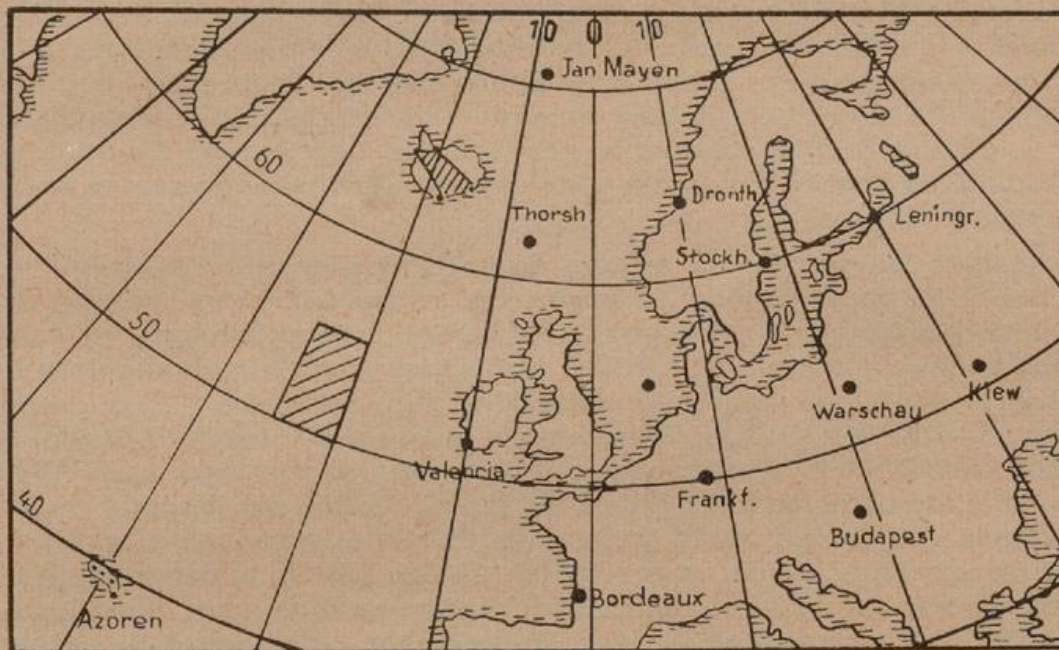 10 0 10
Jan Mayen
60
Thorsh
Dronth.
Leningr.
Stockh.
50
Kiew
Warschau
Valencia
Frankf.
40
Budapest
Bordeaux
Azoren